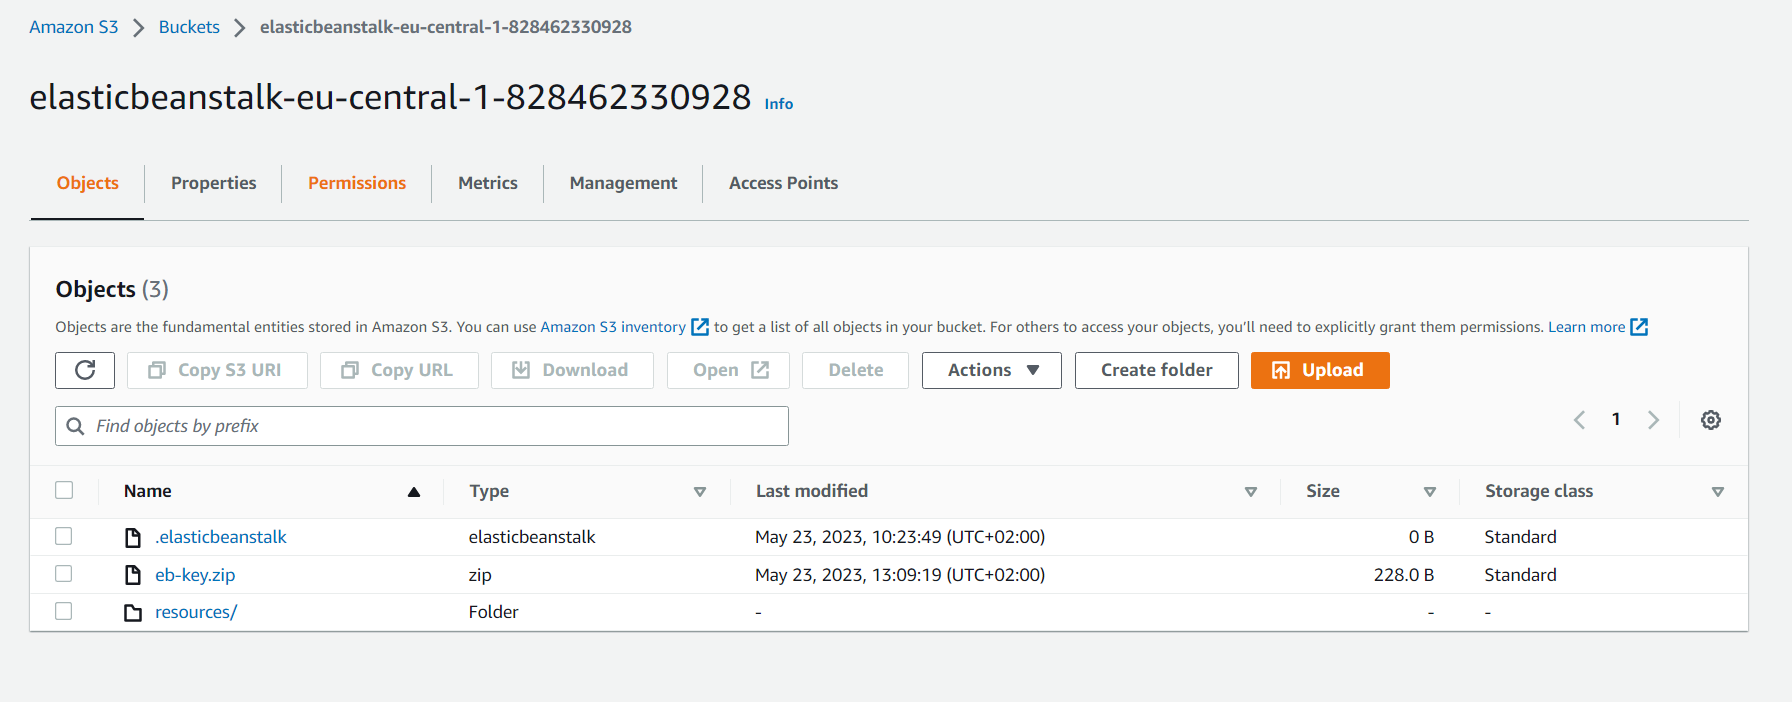 Amazon S3 > Buckets > elasticbeanstalk-eu-central-1-828462330928
elasticbeanstalk-eu-central-1-828462330928 Info
Objects Properties Permissions Metrics Management Access Points
Objects (3)
Objects are the fundamental entities stored in Amazon S3. You can use Amazon S3 inventory to get a list of all objects in your bucket. For others to access your objects, you'll need to explicitly grant them permissions. Learn more
Copy S3 URI Copy URL Download Open Delete Actions Create folder Upload
Find objects by prefix 1
Name Type Last modified Size Storage class
.elasticbeanstalk elasticbeanstalk May 23, 2023, 10:23:49 (UTC+02:00) 0 B Standard
eb-key.zip zip May 23, 2023, 13:09:19 (UTC+02:00) 228.0 B Standard
resources/ Folder - - -